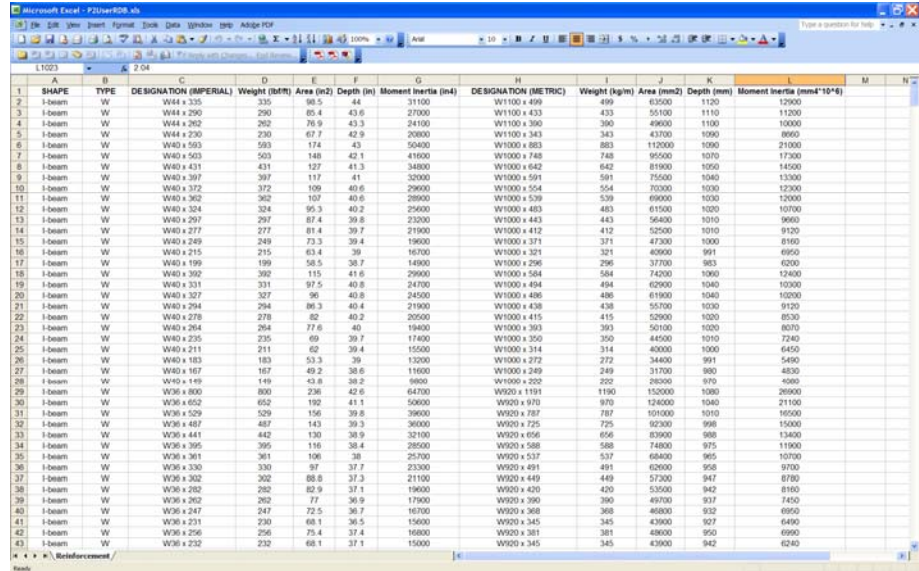 Microsoft Excel - P2UserRDB.xls
File Edit View Insert Format Tools Data Window Help Adobe PDF
Type a question for help
100% Arial 10 B I U $ % ,
Reply with Changes... End Review...
L1023 2.04
A B C D E F G H I J K L M N
1 SHAPE TYPE DESIGNATION (IMPERIAL) Weight (lbf/ft) Area (in2) Depth (in) Moment Inertia (in4) DESIGNATION (METRIC) Weight (kg/m) Area (mm2) Depth (mm) Moment Inertia (mm4*10^6)
2 I-beam W W44 x 335 335 98.5 44 31100 W1100 x 499 499 63500 1120 12900
3 I-beam W W44 x 290 290 85.4 43.6 27000 W1100 x 433 433 55100 1110 11200
4 I-beam W W44 x 262 262 76.9 43.3 24100 W1100 x 390 390 49600 1100 10000
5 I-beam W W44 x 230 230 67.7 42.9 20800 W1100 x 343 343 43700 1090 8660
6 I-beam W W40 x 593 593 174 43 50400 W1000 x 883 883 112000 1090 21000
7 I-beam W W40 x 503 503 148 42.1 41600 W1000 x 748 748 95500 1070 17300
8 I-beam W W40 x 431 431 127 41.3 34800 W1000 x 642 642 81900 1050 14500
9 I-beam W W40 x 397 397 117 41 32000 W1000 x 591 591 75500 1040 13300
10 I-beam W W40 x 372 372 109 40.6 29600 W1000 x 554 554 70300 1030 12300
11 I-beam W W40 x 362 362 107 40.6 28900 W1000 x 539 539 69000 1030 12000
12 I-beam W W40 x 324 324 95.3 40.2 25600 W1000 x 483 483 61500 1020 10700
13 I-beam W W40 x 297 297 87.4 39.8 23200 W1000 x 443 443 56400 1010 9660
14 I-beam W W40 x 277 277 81.4 39.7 21900 W1000 x 412 412 52500 1010 9120
15 I-beam W W40 x 249 249 73.3 39.4 19600 W1000 x 371 371 47300 1000 8160
16 I-beam W W40 x 215 215 63.4 39 16700 W1000 x 321 321 40900 991 6950
17 I-beam W W40 x 199 199 58.5 38.7 14900 W1000 x 296 296 37700 983 6200
18 I-beam W W40 x 392 392 115 41.6 29900 W1000 x 584 584 74200 1060 12400
19 I-beam W W40 x 331 331 97.5 40.8 24700 W1000 x 494 494 62900 1040 10300
20 I-beam W W40 x 327 327 96 40.8 24500 W1000 x 486 486 61900 1040 10200
21 I-beam W W40 x 294 294 86.3 40.4 21900 W1000 x 438 438 55700 1030 9120
22 I-beam W W40 x 278 278 82 40.2 20500 W1000 x 415 415 52900 1020 8530
23 I-beam W W40 x 264 264 77.6 40 19400 W1000 x 393 393 50100 1020 8070
24 I-beam W W40 x 235 235 69 39.7 17400 W1000 x 350 350 44500 1010 7240
25 I-beam W W40 x 211 211 62 39.4 15500 W1000 x 314 314 40000 1000 6450
26 I-beam W W40 x 183 183 53.3 39 13200 W1000 x 272 272 34400 991 5490
27 I-beam W W40 x 167 167 49.2 38.6 11600 W1000 x 249 249 31700 980 4830
28 I-beam W W40 x 149 149 43.8 38.2 9800 W1000 x 222 222 28300 970 4080
29 I-beam W W36 x 800 800 236 42.6 64700 W920 x 1191 1190 152000 1080 26900
30 I-beam W W36 x 652 652 192 41.1 50600 W920 x 970 970 124000 1040 21100
31 I-beam W W36 x 529 529 156 39.8 39600 W920 x 787 787 101000 1010 16500
32 I-beam W W36 x 487 487 143 39.3 36000 W920 x 725 725 92300 998 15000
33 I-beam W W36 x 441 442 130 38.9 32100 W920 x 656 656 83900 988 13400
34 I-beam W W36 x 395 395 116 38.4 28500 W920 x 588 588 74800 975 11900
35 I-beam W W36 x 361 361 106 38 25700 W920 x 537 537 68400 965 10700
36 I-beam W W36 x 330 330 97 37.7 23300 W920 x 491 491 62600 958 9700
37 I-beam W W36 x 302 302 88.8 37.3 21100 W920 x 449 449 57300 947 8780
38 I-beam W W36 x 282 282 82.9 37.1 19600 W920 x 420 420 53500 942 8160
39 I-beam W W36 x 262 262 77 36.9 17900 W920 x 390 390 49700 937 7450
40 I-beam W W36 x 247 247 72.5 36.7 16700 W920 x 368 368 46800 932 6950
41 I-beam W W36 x 231 230 68.1 36.5 15600 W920 x 345 345 43900 927 6490
42 I-beam W W36 x 256 256 75.4 37.4 16800 W920 x 381 381 48600 950 6990
43 I-beam W W36 x 232 232 68.1 37.1 15000 W920 x 345 345 43900 942 6240
Reinforcement
Ready